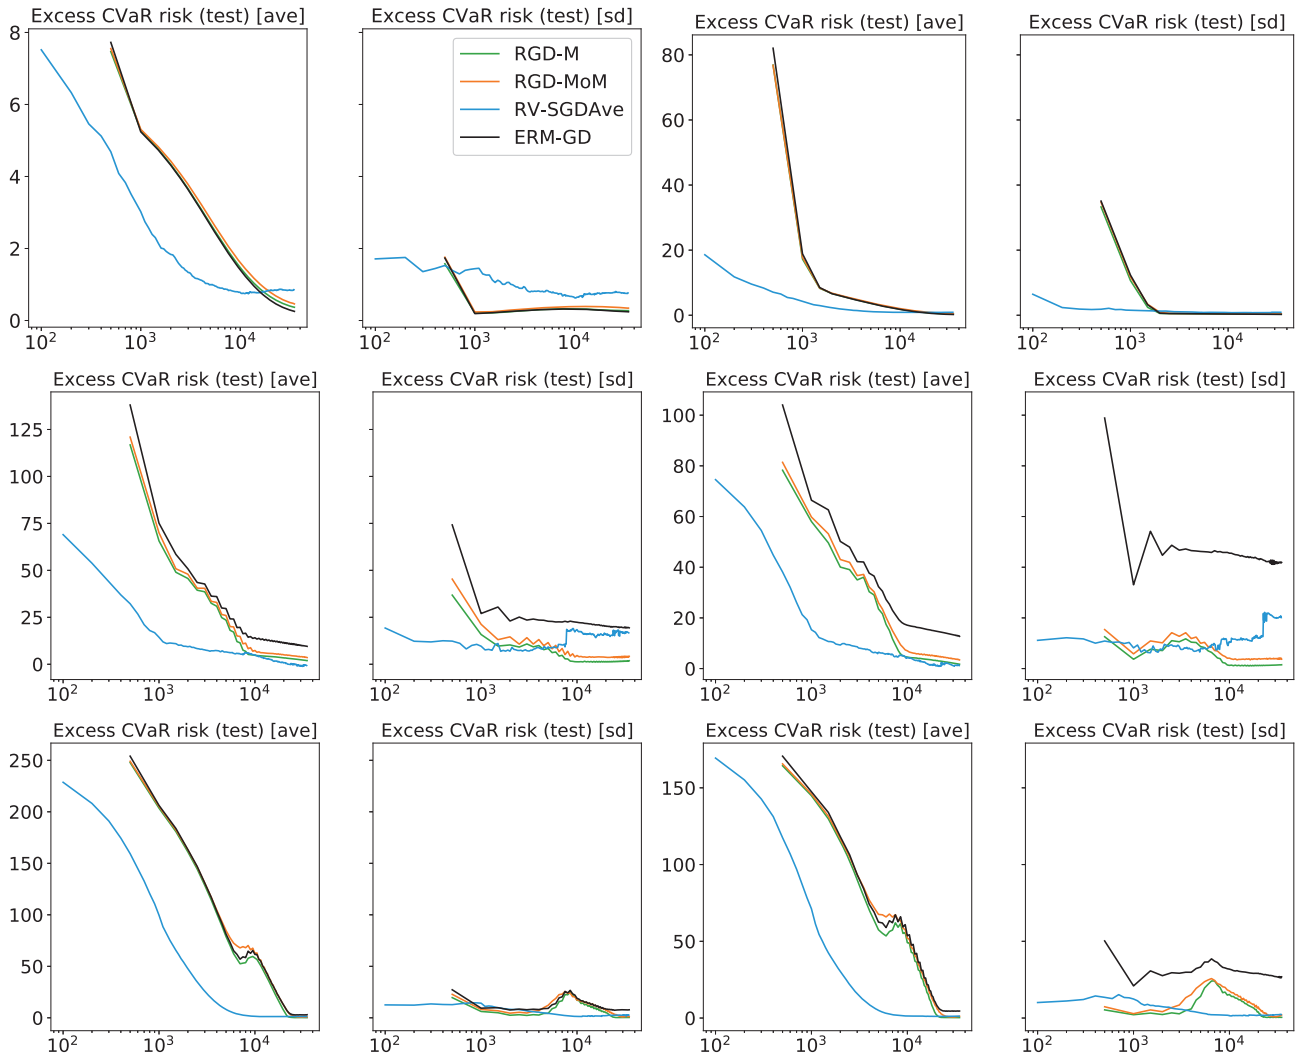 Excess CVaR risk (test) [ave]
Excess CVaR risk (test) [sd]
Excess CVaR risk (test) [ave]
Excess CVaR risk (test) [sd]
8
6
4
2
0
RGD-M
RGD-MoM
RV-SGDAve
ERM-GD
80
60
40
20
0
10² 10³ 10⁴
10² 10³ 10⁴
10² 10³ 10⁴
10² 10³ 10⁴
Excess CVaR risk (test) [ave]
Excess CVaR risk (test) [sd]
Excess CVaR risk (test) [ave]
Excess CVaR risk (test) [sd]
125
100
75
50
25
0
100
80
60
40
20
0
10² 10³ 10⁴
10² 10³ 10⁴
10² 10³ 10⁴
10² 10³ 10⁴
Excess CVaR risk (test) [ave]
Excess CVaR risk (test) [sd]
Excess CVaR risk (test) [ave]
Excess CVaR risk (test) [sd]
250
200
150
100
50
0
150
100
50
0
10² 10³ 10⁴
10² 10³ 10⁴
10² 10³ 10⁴
10² 10³ 10⁴